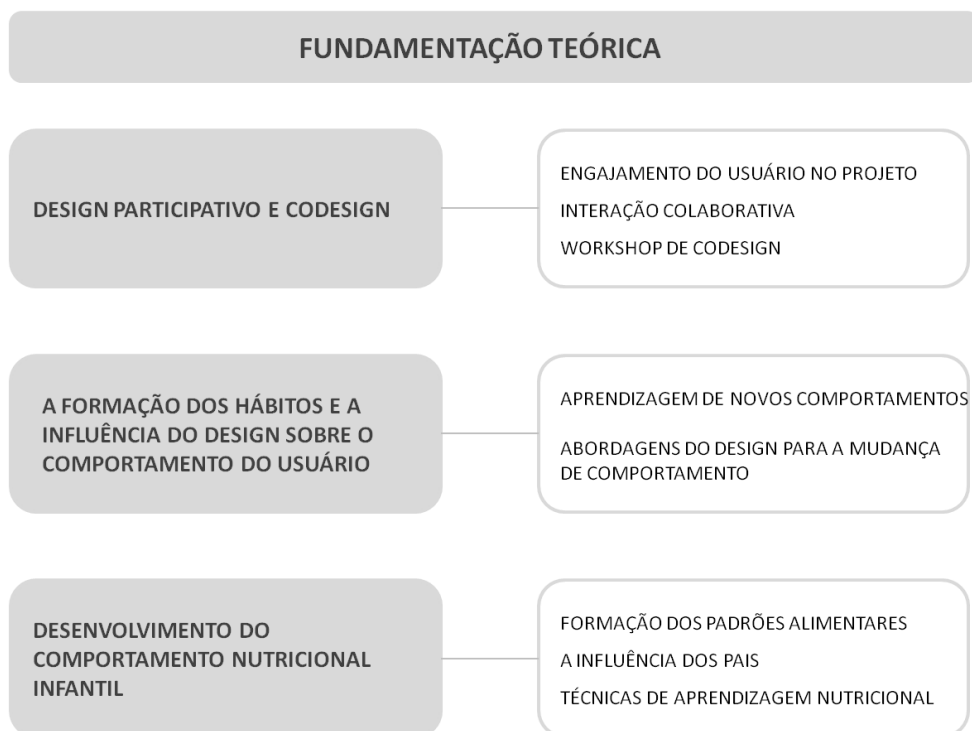 FUNDAMENTAÇÃO TEÓRICA
DESIGN PARTICIPATIVO E CODESIGN
ENGAJAMENTO DO USUÁRIO NO PROJETO
INTERAÇÃO COLABORATIVA
WORKSHOP DE CODESIGN
A FORMAÇÃO DOS HÁBITOS E A
INFLUÊNCIA DO DESIGN SOBRE O
COMPORTAMENTO DO USUÁRIO
APRENDIZAGEM DE NOVOS COMPORTAMENTOS
ABORDAGENS DO DESIGN PARA A MUDANÇA
DE COMPORTAMENTO
DESENVOLVIMENTO DO
COMPORTAMENTO NUTRICIONAL
INFANTIL
FORMAÇÃO DOS PADRÕES ALIMENTARES
A INFLUÊNCIA DOS PAIS
TÉCNICAS DE APRENDIZAGEM NUTRICIONAL